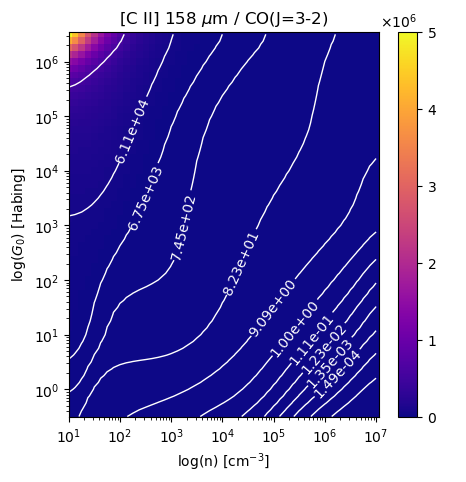 [C II] 158 μm / CO(J=3-2)
×10⁶
5
4
3
2
1
0
10⁶
10⁵
10⁴
10³
10²
10¹
10⁰
log(G₀) [Habing]
6.11e+04
6.75e+03
7.45e+02
8.23e+01
9.09e+00
1.00e+00
1.11e-01
1.23e-02
1.35e-03
1.49e-04
10¹ 10² 10³ 10⁴ 10⁵ 10⁶ 10⁷
log(n) [cm⁻³]